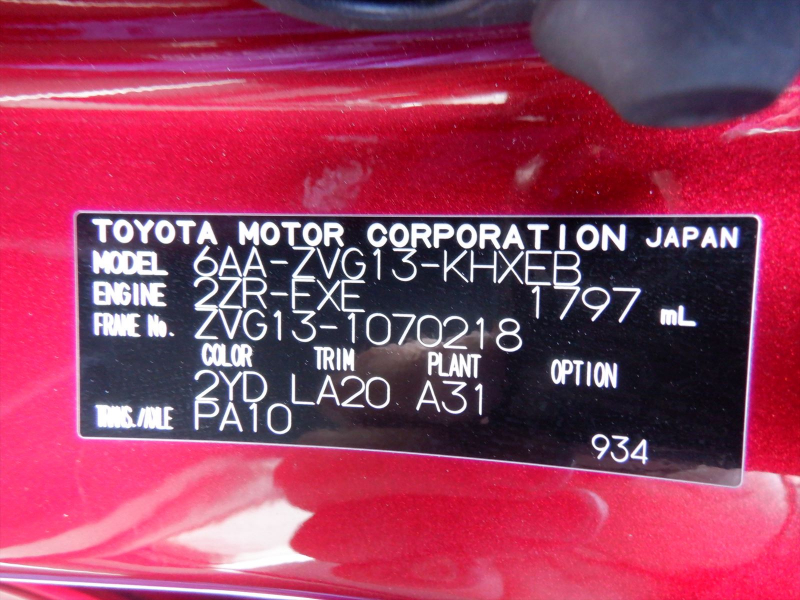 TOYOTA MOTOR CORPORATION JAPAN
MODEL 6AA-ZVG13-KHXEB
ENGINE 2ZR-EXE 1797 mL
FRAME No. ZVG13-1070218
COLOR TRIM PLANT OPTION
2YD LA20 A31
TRANS./AXLE PA10
934